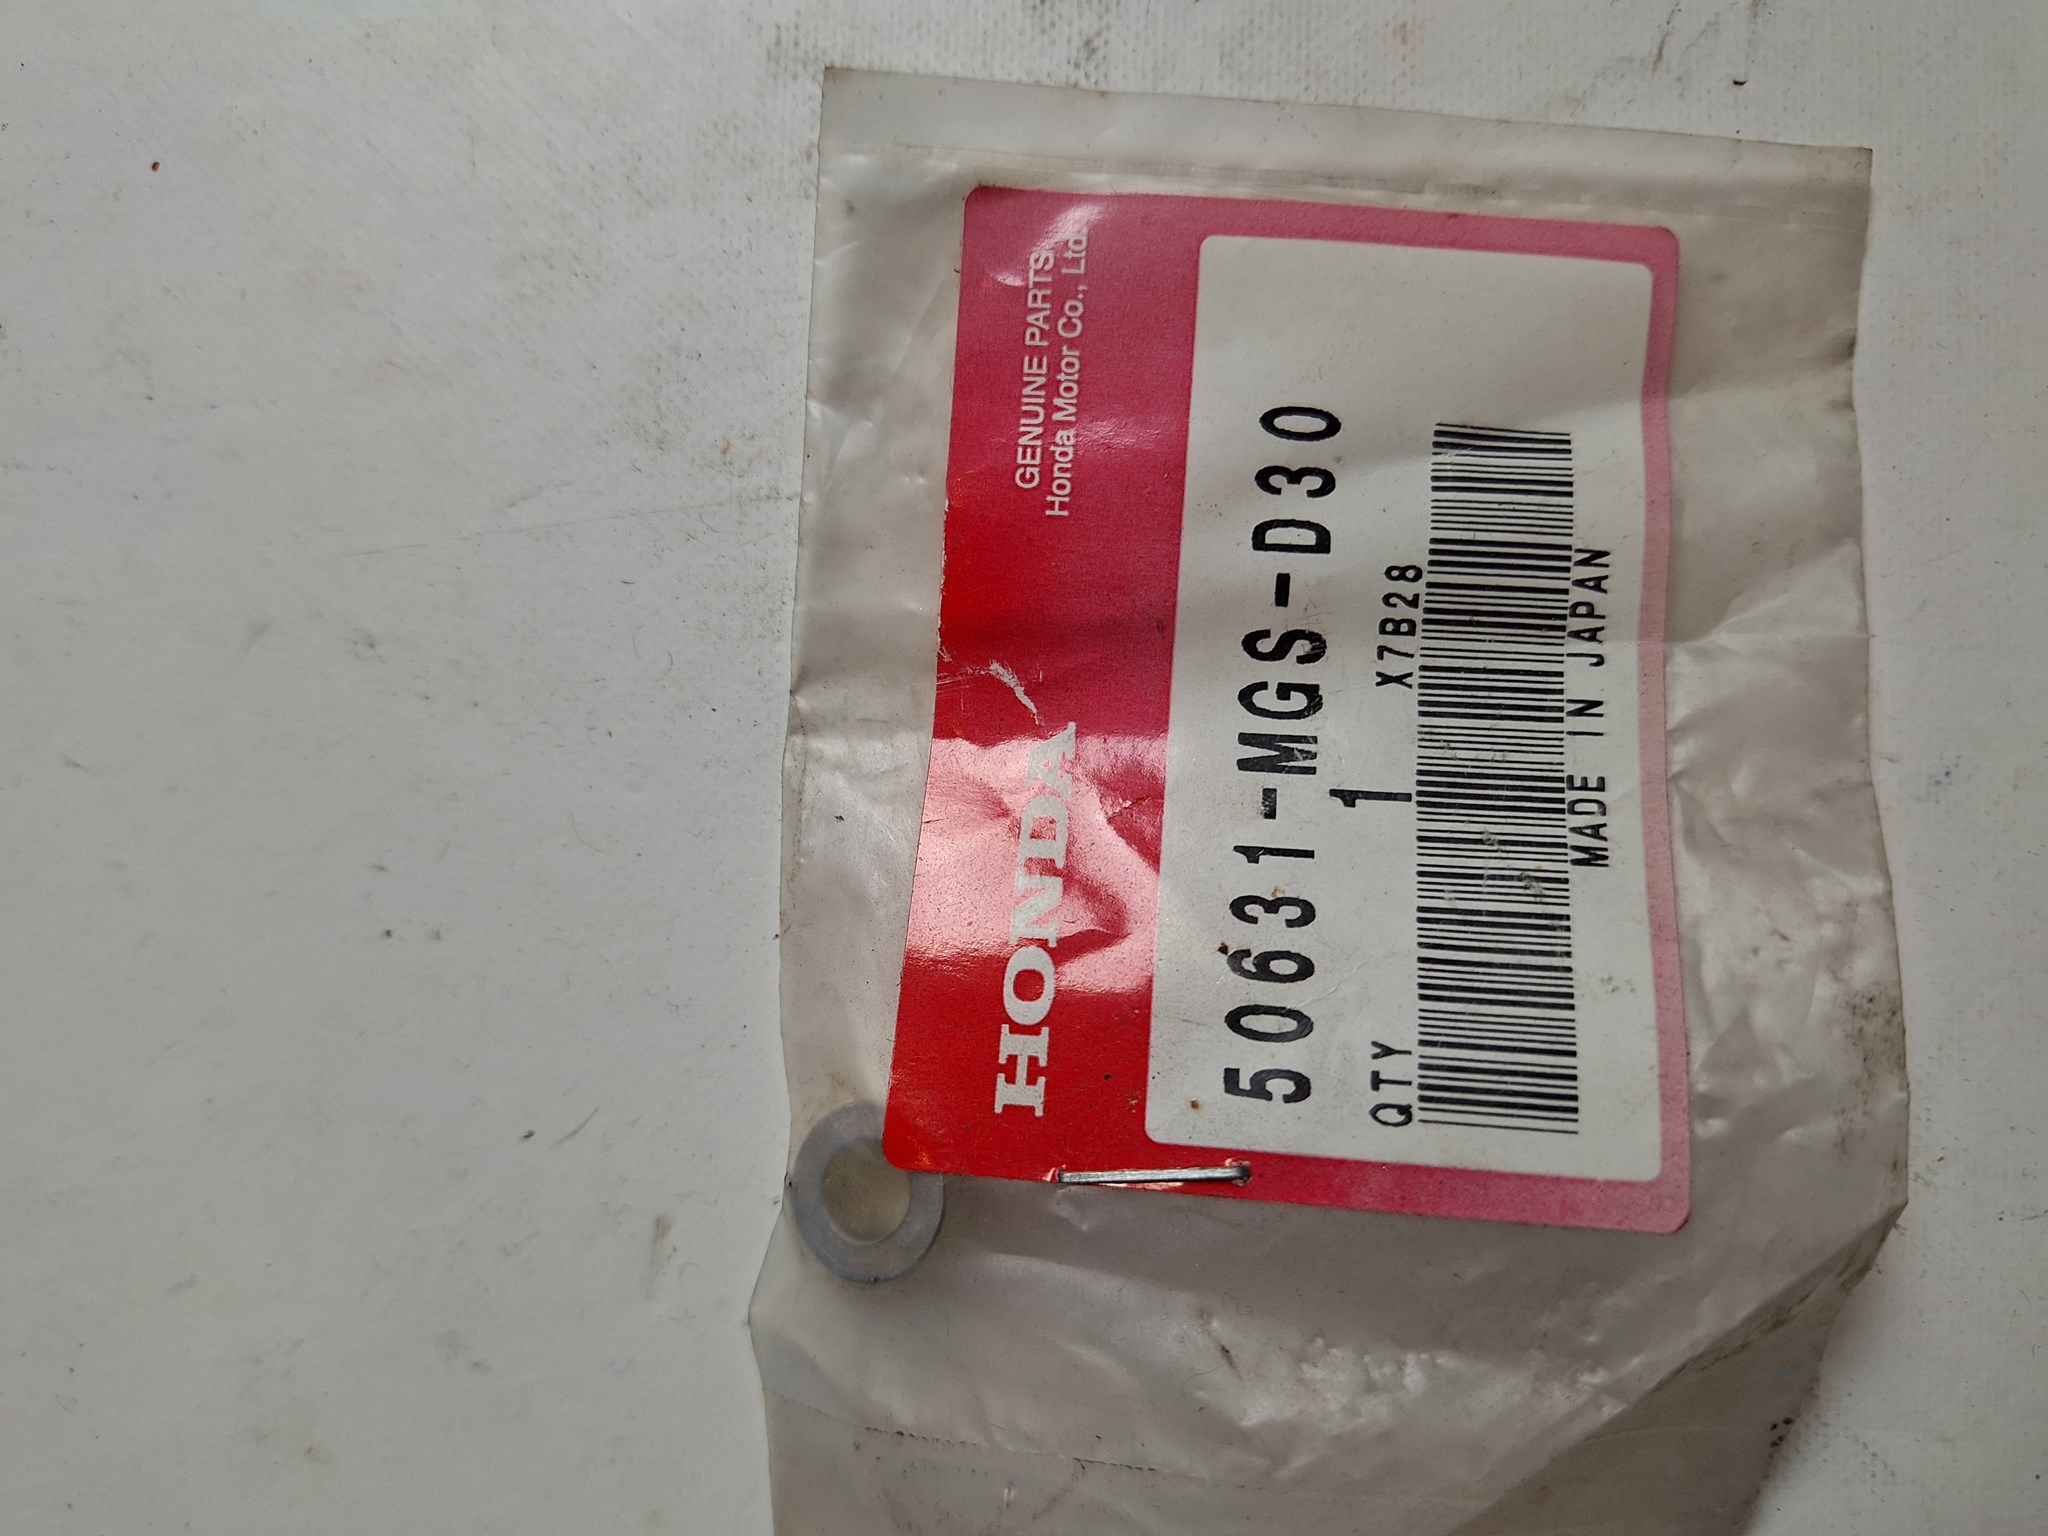 HONDA
GENUINE PARTS
Honda Motor Co., Ltd.
50631-MGS-D30
QTY 1 X7B28
MADE IN JAPAN